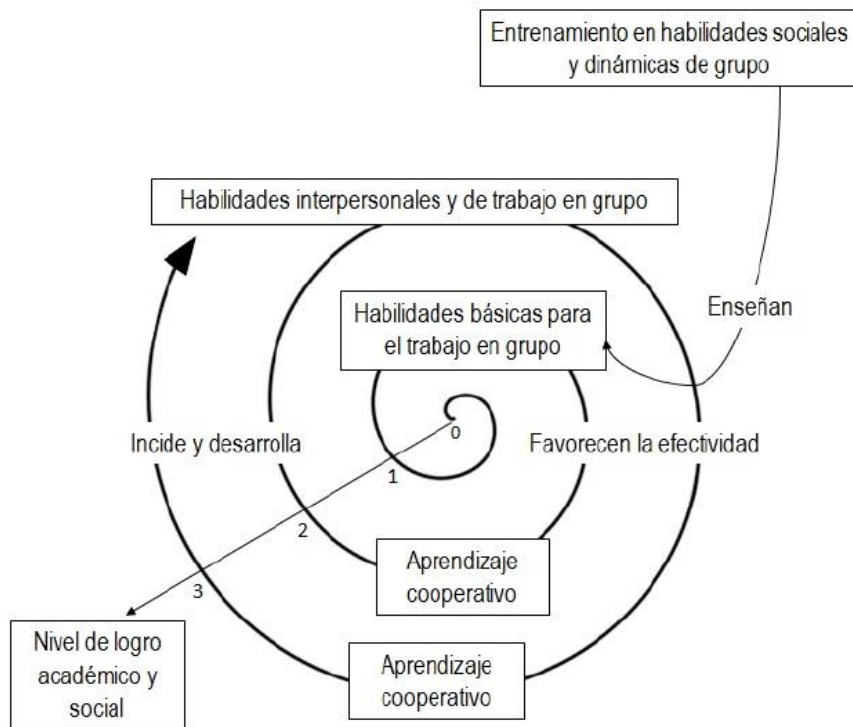 Entrenamiento en habilidades sociales
y dinámicas de grupo
Habilidades interpersonales y de trabajo en grupo
Habilidades básicas para
el trabajo en grupo
Enseñan
0
Incide y desarrolla
Favorecen la efectividad
1
2
Aprendizaje
cooperativo
3
Nivel de logro
académico y
social
Aprendizaje
cooperativo